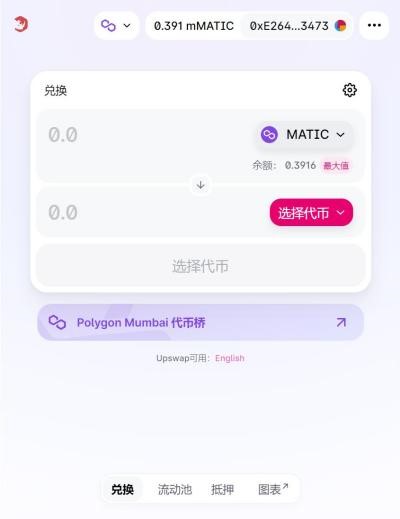 0.391 mMATIC 0xE264...3473
兑换
0.0 MATIC
余额： 0.3916 最大值
0.0 选择代币
选择代币
Polygon Mumbai 代币桥
Upswap可用： English
兑换 流动池 抵押 图表↗